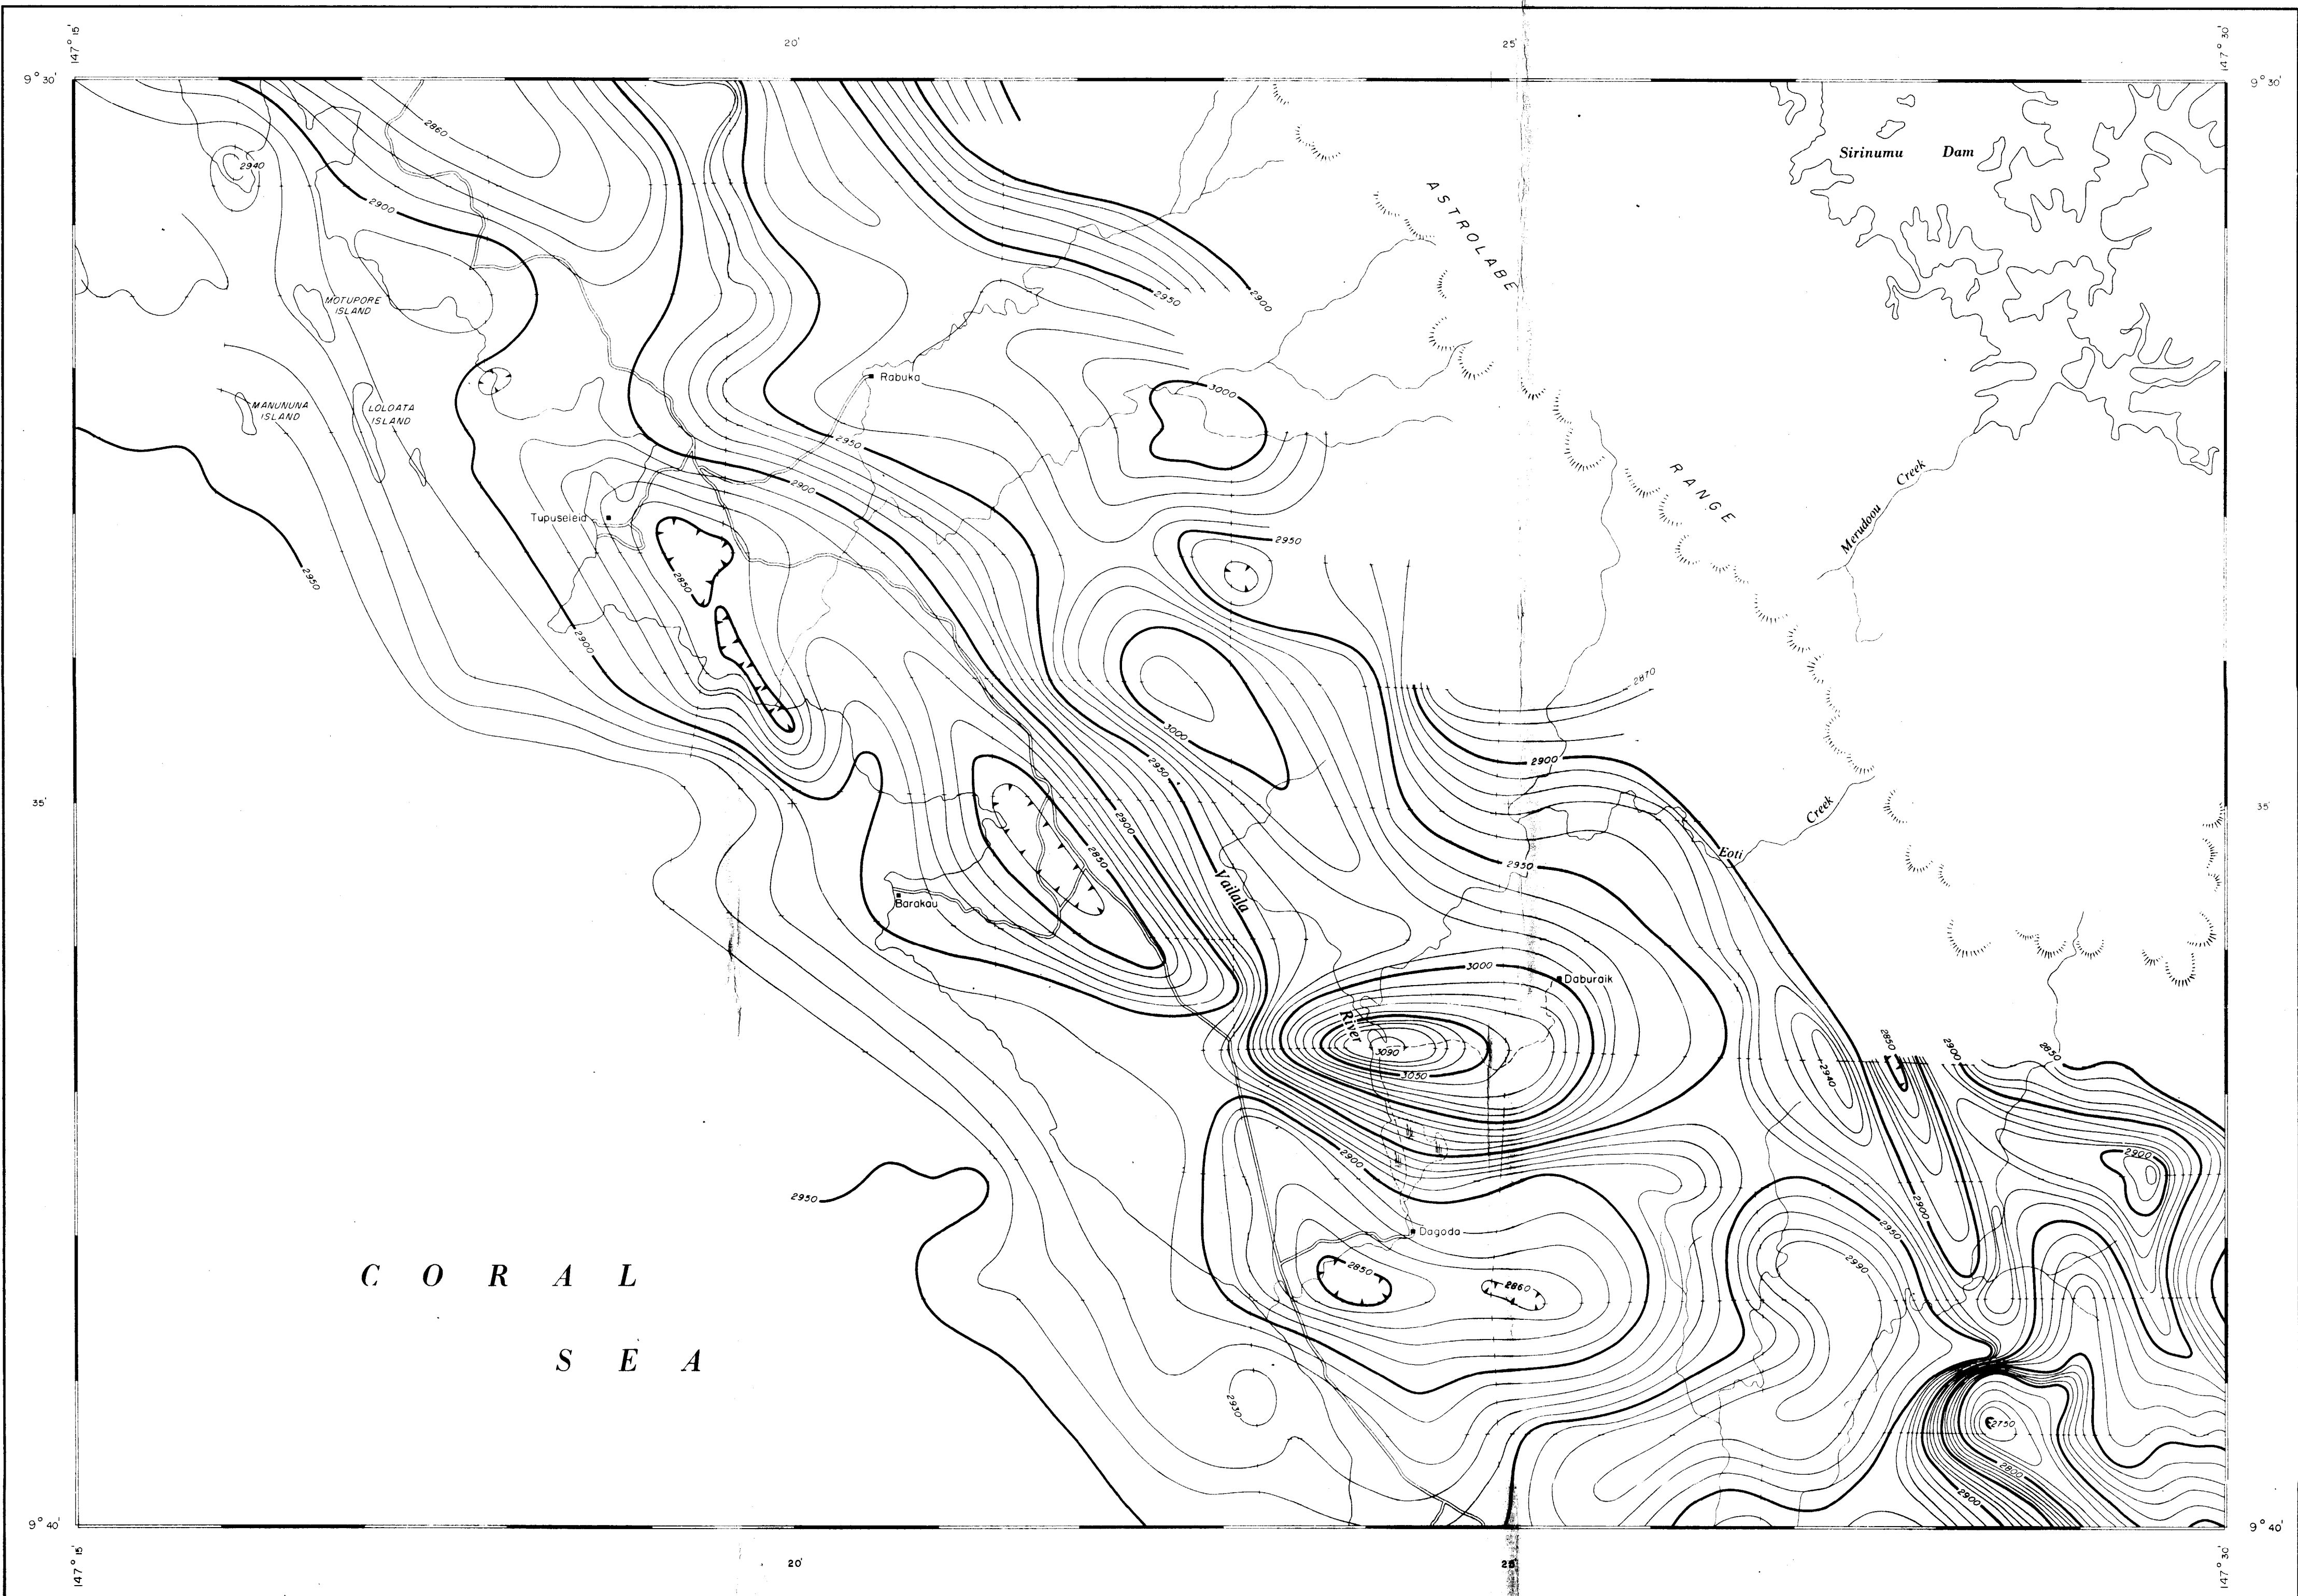 147° 15'
20'
25'
147° 30'
9° 30'
9° 30'
2860
2940
Sirinumu Dam
2900
ASTROLABE
MOTUPORE
ISLAND
2950
2900
Rabuka
3000
MANUNUNA
ISLAND
LOLOATA
ISLAND
2950
RANGE
Creek
Merudoou
2900
Tupuseleia
2950
2850
2950
2900
2870
3000
2950
2900
35'
35'
Creek
2900
Eoti
2850
2950
Vailala
Barakau
3000
Daburaik
River
3090
3050
2940
2850
2900
2850
2900
2900
2950
2900
2950
Dagoda
2990
CORAL
2850
2860
SEA
2930
2750
2800
2900
9° 40'
9° 40'
147° 15'
20'
25'
147° 30'